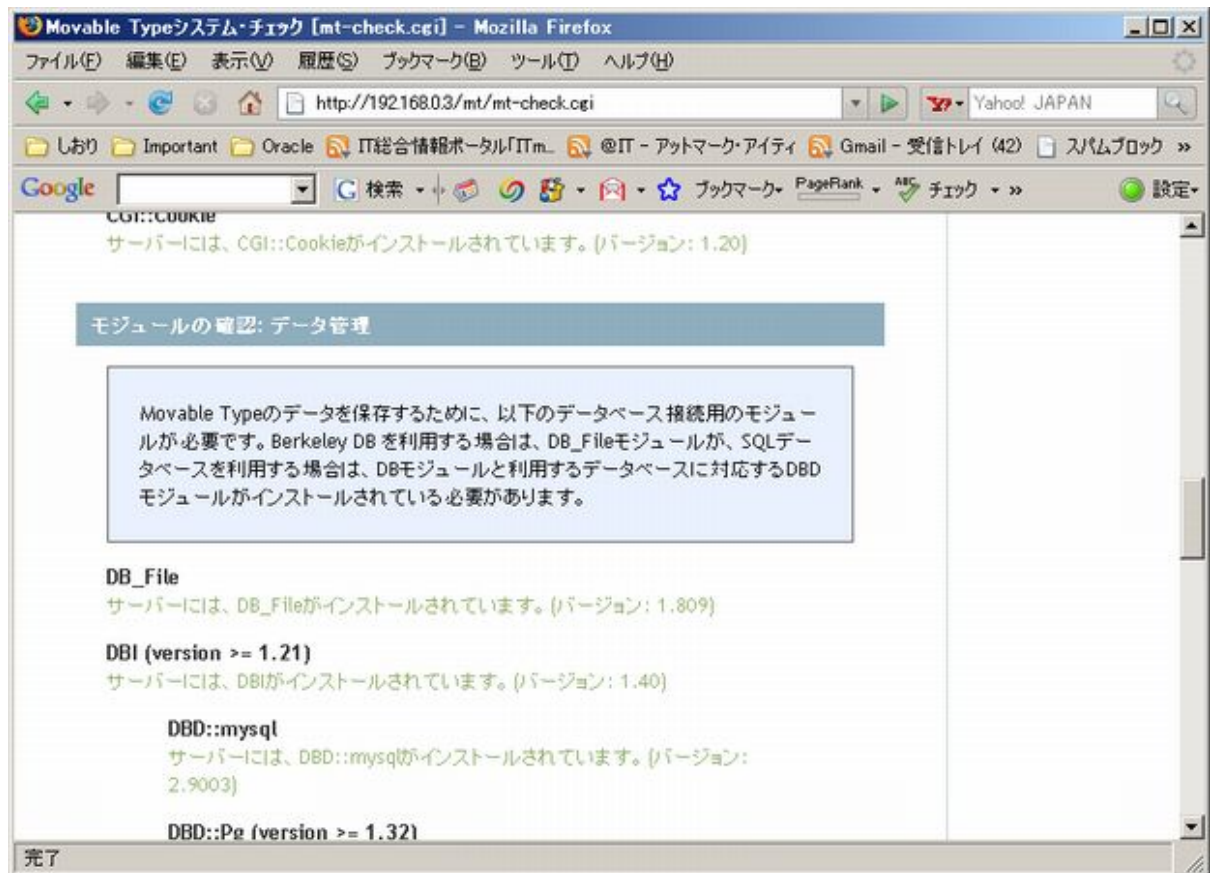 Movable Typeシステム・チェック [mt-check.cgi] - Mozilla Firefox
ファイル(F) 編集(E) 表示(V) 履歴(S) ブックマーク(B) ツール(T) ヘルプ(H)
http://192.168.0.3/mt/mt-check.cgi Yahoo! JAPAN
しおり Important Oracle IT総合情報ポータル「ITm... @IT - アットマーク・アイティ Gmail - 受信トレイ (42) スパムブロック »
Google 検索 ブックマーク PageRank チェック » 設定
CGI::Cookie
サーバーには、CGI::Cookieがインストールされています。(バージョン: 1.20)
モジュールの確認: データ管理
Movable Typeのデータを保存するために、以下のデータベース接続用のモジュー
ルが必要です。Berkeley DB を利用する場合は、DB_Fileモジュールが、SQLデー
タベースを利用する場合は、DBモジュールと利用するデータベースに対応するDBD
モジュールがインストールされている必要があります。
DB_File
サーバーには、DB_Fileがインストールされています。(バージョン: 1.809)
DBI (version >= 1.21)
サーバーには、DBIがインストールされています。(バージョン: 1.40)
DBD::mysql
サーバーには、DBD::mysqlがインストールされています。(バージョン:
2.9003)
DBD::Pg (version >= 1.32)
完了